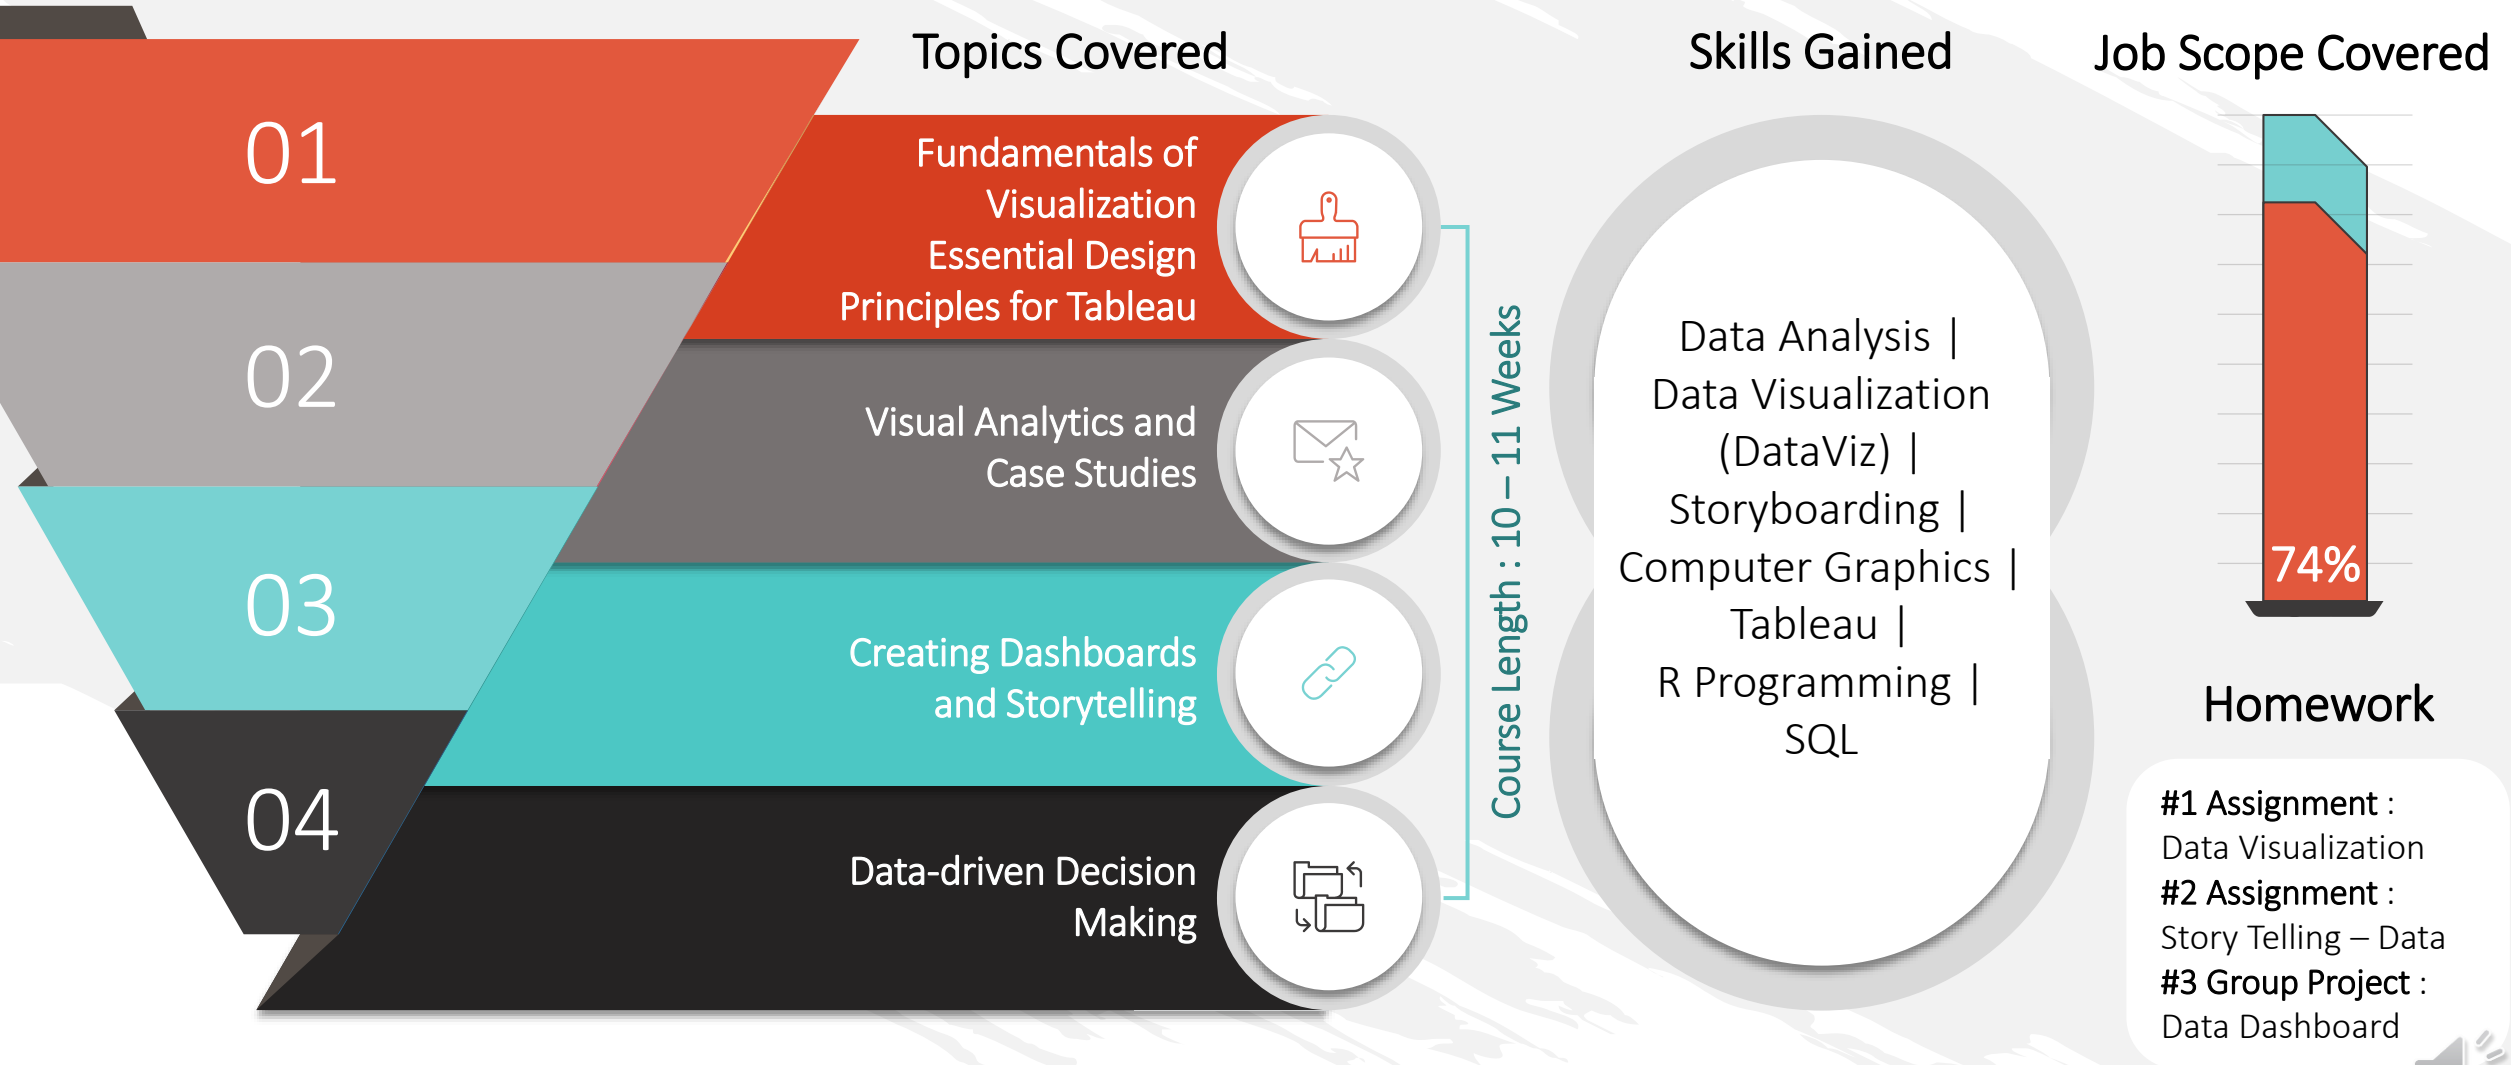 Topics Covered
Skills Gained
Job Scope Covered
01
Fundamentals of
Visualization
Essential Design
Principles for Tableau
02
Visual Analytics and
Case Studies
03
Creating Dashboards
and Storytelling
04
Data-driven Decision
Making
Course Length : 10 – 11 Weeks
Data Analysis |
Data Visualization
(DataViz) |
Storyboarding |
Computer Graphics |
Tableau |
R Programming |
SQL
74%
Homework
#1 Assignment :
Data Visualization
#2 Assignment :
Story Telling – Data
#3 Group Project :
Data Dashboard